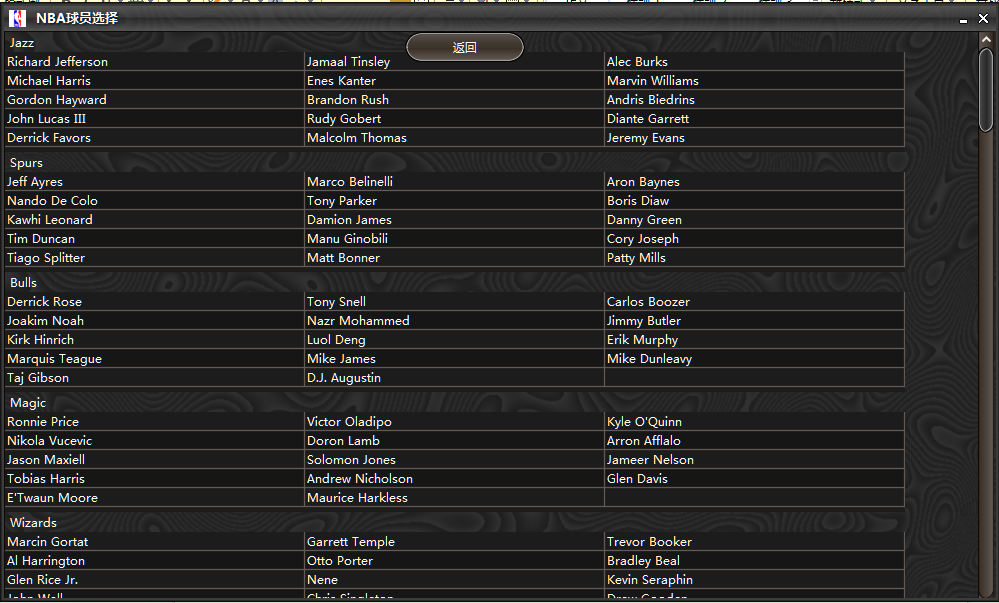 NBA球员选择
Jazz
返回
Richard Jefferson Jamaal Tinsley Alec Burks
Michael Harris Enes Kanter Marvin Williams
Gordon Hayward Brandon Rush Andris Biedrins
John Lucas III Rudy Gobert Diante Garrett
Derrick Favors Malcolm Thomas Jeremy Evans
Spurs
Jeff Ayres Marco Belinelli Aron Baynes
Nando De Colo Tony Parker Boris Diaw
Kawhi Leonard Damion James Danny Green
Tim Duncan Manu Ginobili Cory Joseph
Tiago Splitter Matt Bonner Patty Mills
Bulls
Derrick Rose Tony Snell Carlos Boozer
Joakim Noah Nazr Mohammed Jimmy Butler
Kirk Hinrich Luol Deng Erik Murphy
Marquis Teague Mike James Mike Dunleavy
Taj Gibson D.J. Augustin
Magic
Ronnie Price Victor Oladipo Kyle O'Quinn
Nikola Vucevic Doron Lamb Arron Afflalo
Jason Maxiell Solomon Jones Jameer Nelson
Tobias Harris Andrew Nicholson Glen Davis
E'Twaun Moore Maurice Harkless
Wizards
Marcin Gortat Garrett Temple Trevor Booker
Al Harrington Otto Porter Bradley Beal
Glen Rice Jr. Nene Kevin Seraphin
John Wall Chris Singleton Drew Gooden